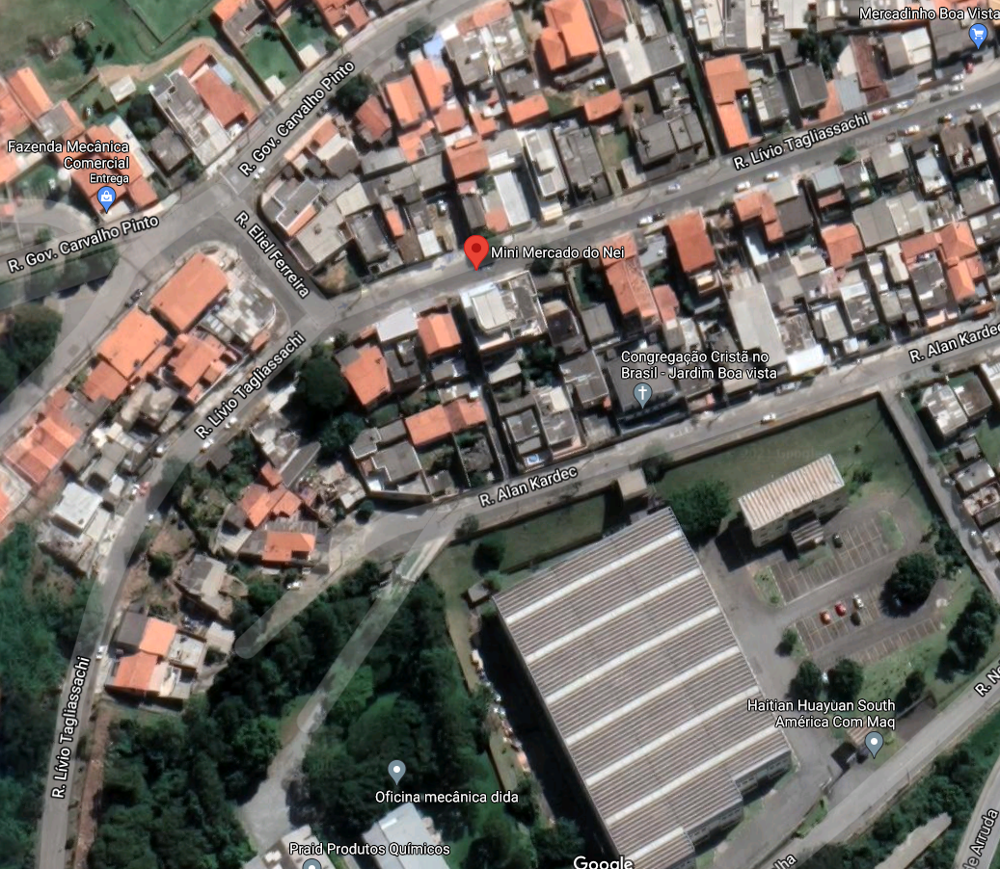 Mercadinho Boa Vista
R. Gov. Carvalho Pinto
R. Lívio Tagliassachi
Fazenda Mecânica
Comercial
Entrega
R. Gov. Carvalho Pinto
R. Eliel Ferreira
Mini Mercado do Nei
R. Lívio Tagliassachi
R. Alan Kardec
Congregação Cristã no
Brasil - Jardim Boa vista
R. Alan Kardec
R. Lívio Tagliassachi
Haitian Huayuan South
América Com Maq
Oficina mecânica dida
Praid Produtos Químicos
Google
de Arruda